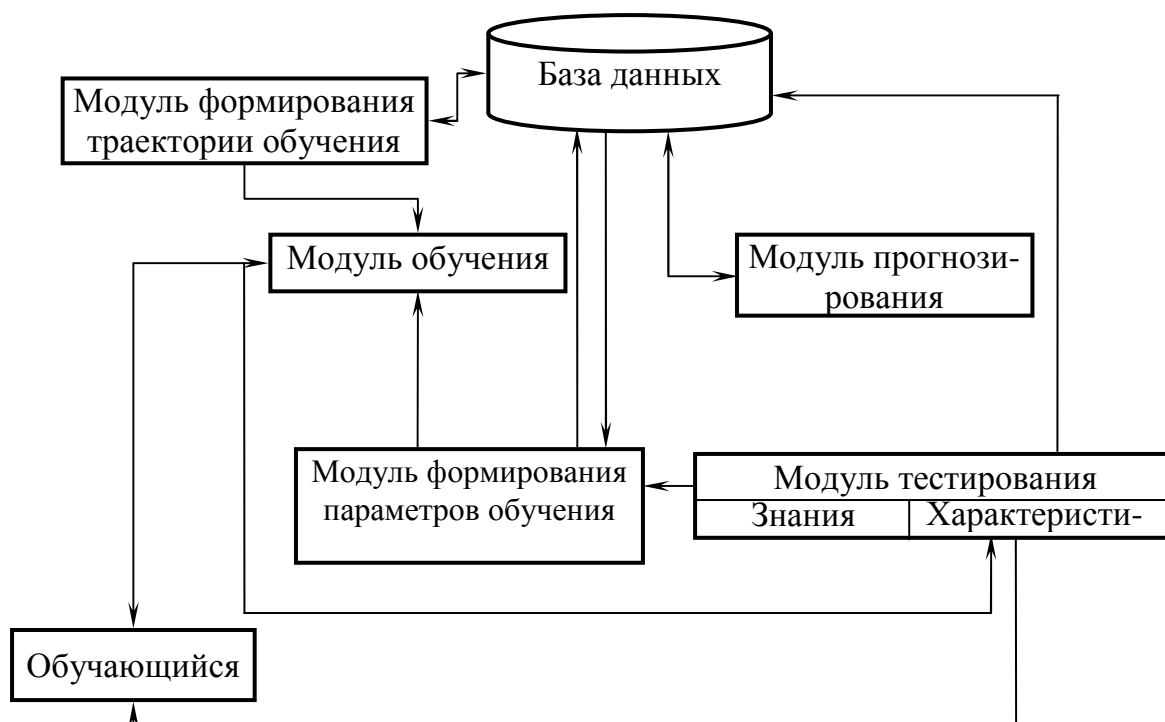 База данных
Модуль формирования
траектории обучения
Модуль обучения
Модуль прогнози-
рования
Модуль формирования
параметров обучения
Модуль тестирования
Знания
Характеристи-
Обучающийся